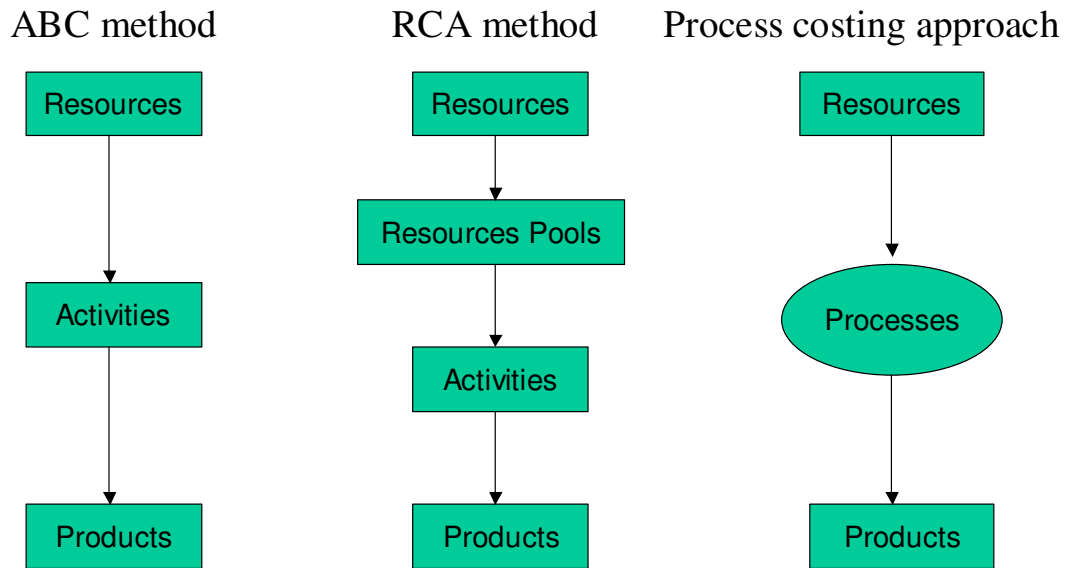 ABC method
RCA method
Process costing approach
Resources
Resources
Resources
Resources Pools
Activities
Processes
Activities
Products
Products
Products